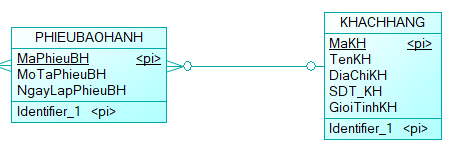 PHIEUBAOHANH
MaPhieuBH <pi>
MoTaPhieuBH
NgayLapPhieuBH
Identifier_1 <pi>
KHACHHANG
MaKH <pi>
TenKH
DiaChiKH
SDT_KH
GioiTinhKH
Identifier_1 <pi>